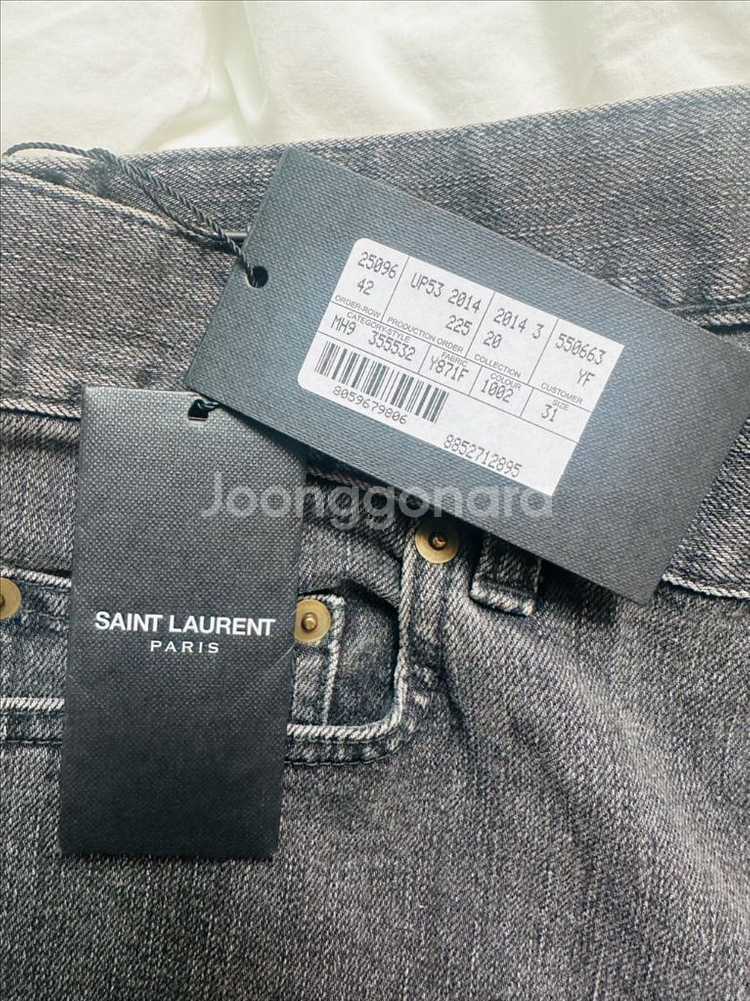 25096
42
ORDER-ROW
UP53 2014
225
PRODUCTION ORDER
2014 3
20
COLLECTION
550663
YF
CUSTOMER
CATEGORY-STYLE
MH9 355532
FABRIC
Y871F
COLOUR
1002
SIZE
31
8059679806
8852712895
Joonggonara
SAINT LAURENT
PARIS